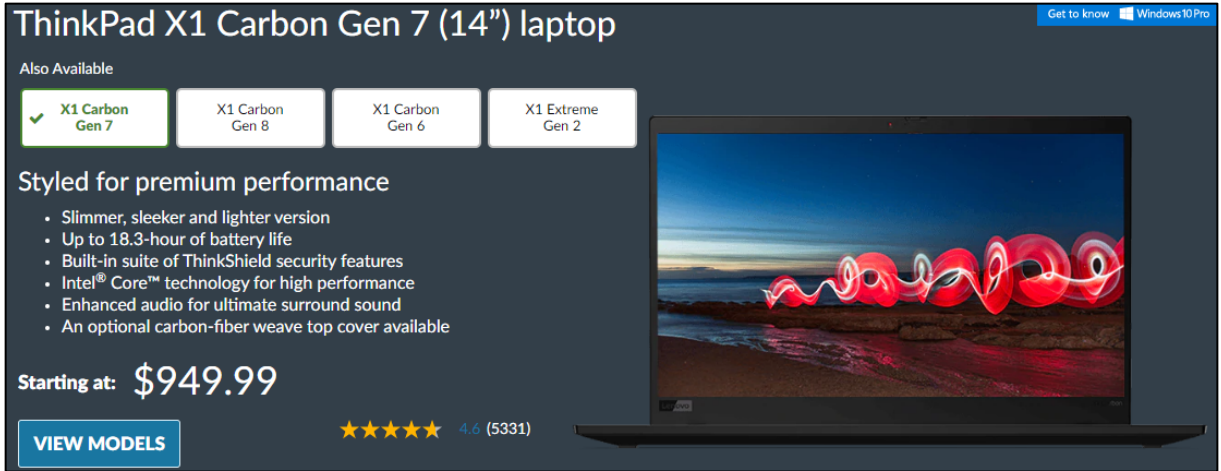 ThinkPad X1 Carbon Gen 7 (14”) laptop
Get to know Windows 10 Pro
Also Available
X1 Carbon
Gen 7
X1 Carbon
Gen 8
X1 Carbon
Gen 6
X1 Extreme
Gen 2
Styled for premium performance
• Slimmer, sleeker and lighter version
• Up to 18.3-hour of battery life
• Built-in suite of ThinkShield security features
• Intel® Core™ technology for high performance
• Enhanced audio for ultimate surround sound
• An optional carbon-fiber weave top cover available
Starting at: $949.99
VIEW MODELS
4.6 (5331)
Lenovo